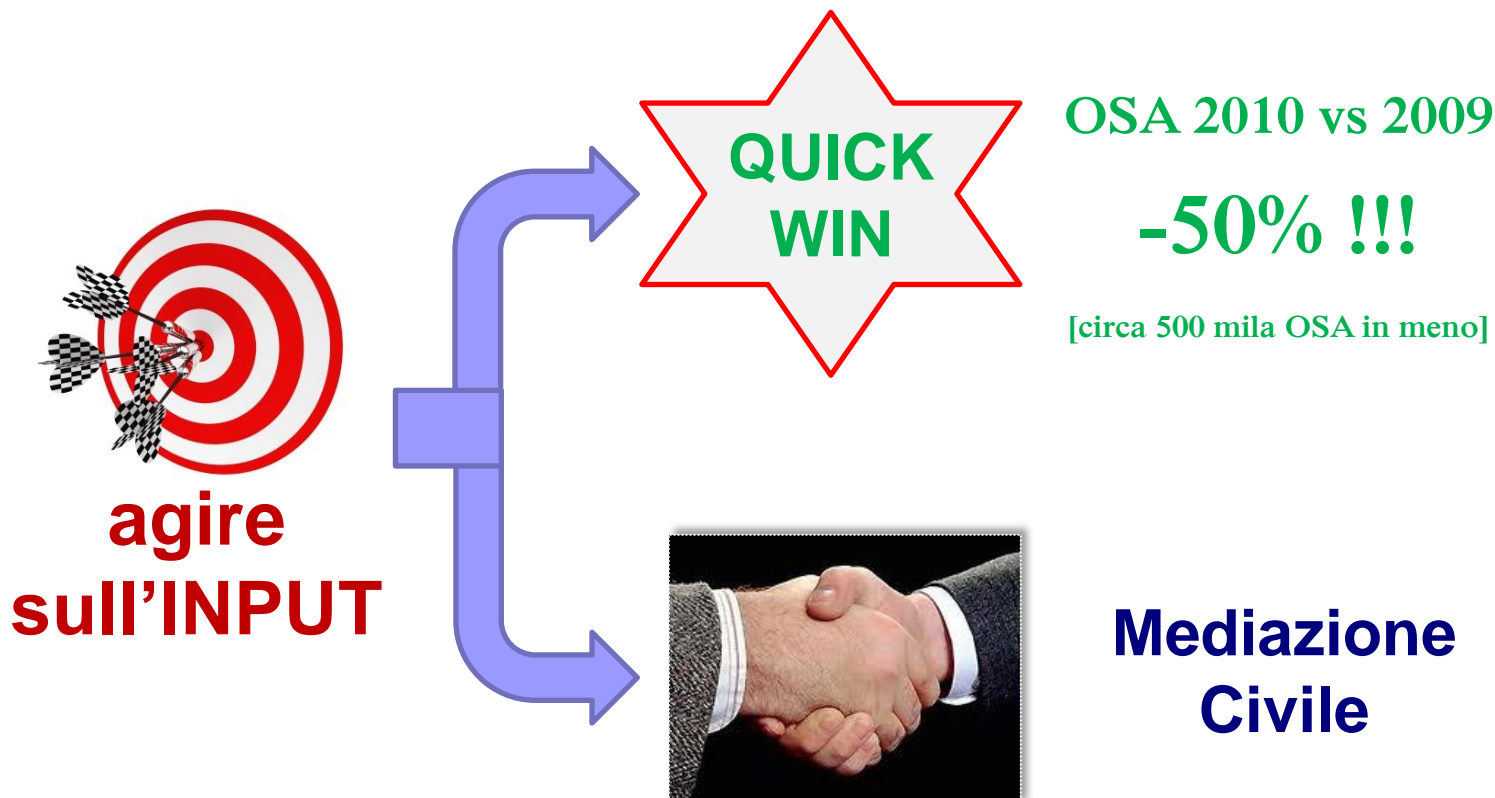 agire
sull’INPUT
QUICK
WIN
OSA 2010 vs 2009
-50% !!!
[circa 500 mila OSA in meno]
Mediazione
Civile